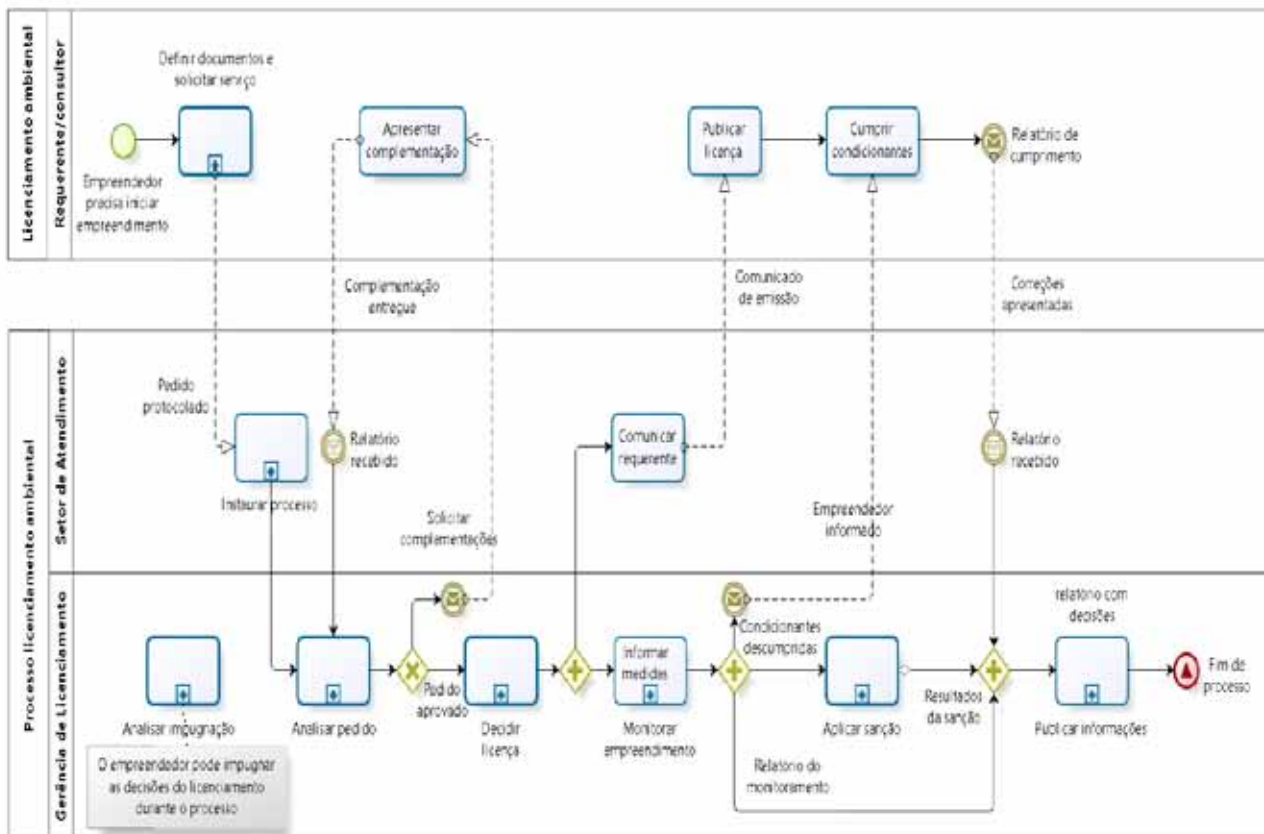 Licenciamento ambiental
Requerente/consultor
Definir documentos e
solicitar serviço
Empreendedor
precisa iniciar
empreendimento
Apresentar
complementação
Publicar
licença
Cumprir
condicionantes
Relatório de
cumprimento
Complementação
entregue
Comunicado
de emissão
Correções
apresentadas
Processo licenciamento ambiental
Setor de Atendimento
Pedido
protocolado
Instaurar processo
Relatório
recebido
Solicitar
complementações
Comunicar
requerente
Empreendedor
informado
Relatório
recebido
Gerência de Licenciamento
Analisar impugnação
O empreendedor pode impugnar
as decisões do licenciamento
durante o processo
Analisar pedido
Pedido
aprovado
Decidir
licença
Informar
medidas
Monitorar
empreendimento
Condicionantes
descumpridas
Relatório do
monitoramento
Aplicar sanção
Resultados
da sanção
relatório com
decisões
Publicar informações
Fim de
processo